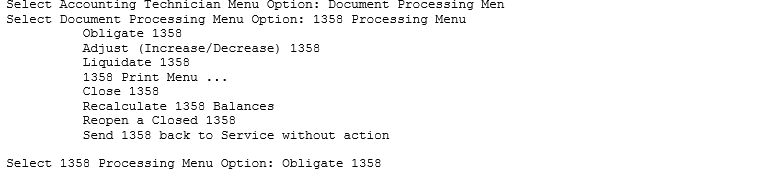 Select Accounting Technician Menu Option: Document Processing Men
Select Document Processing Menu Option: 1358 Processing Menu
Obligate 1358
Adjust (Increase/Decrease) 1358
Liquidate 1358
1358 Print Menu ...
Close 1358
Recalculate 1358 Balances
Reopen a Closed 1358
Send 1358 back to Service without action
Select 1358 Processing Menu Option: Obligate 1358